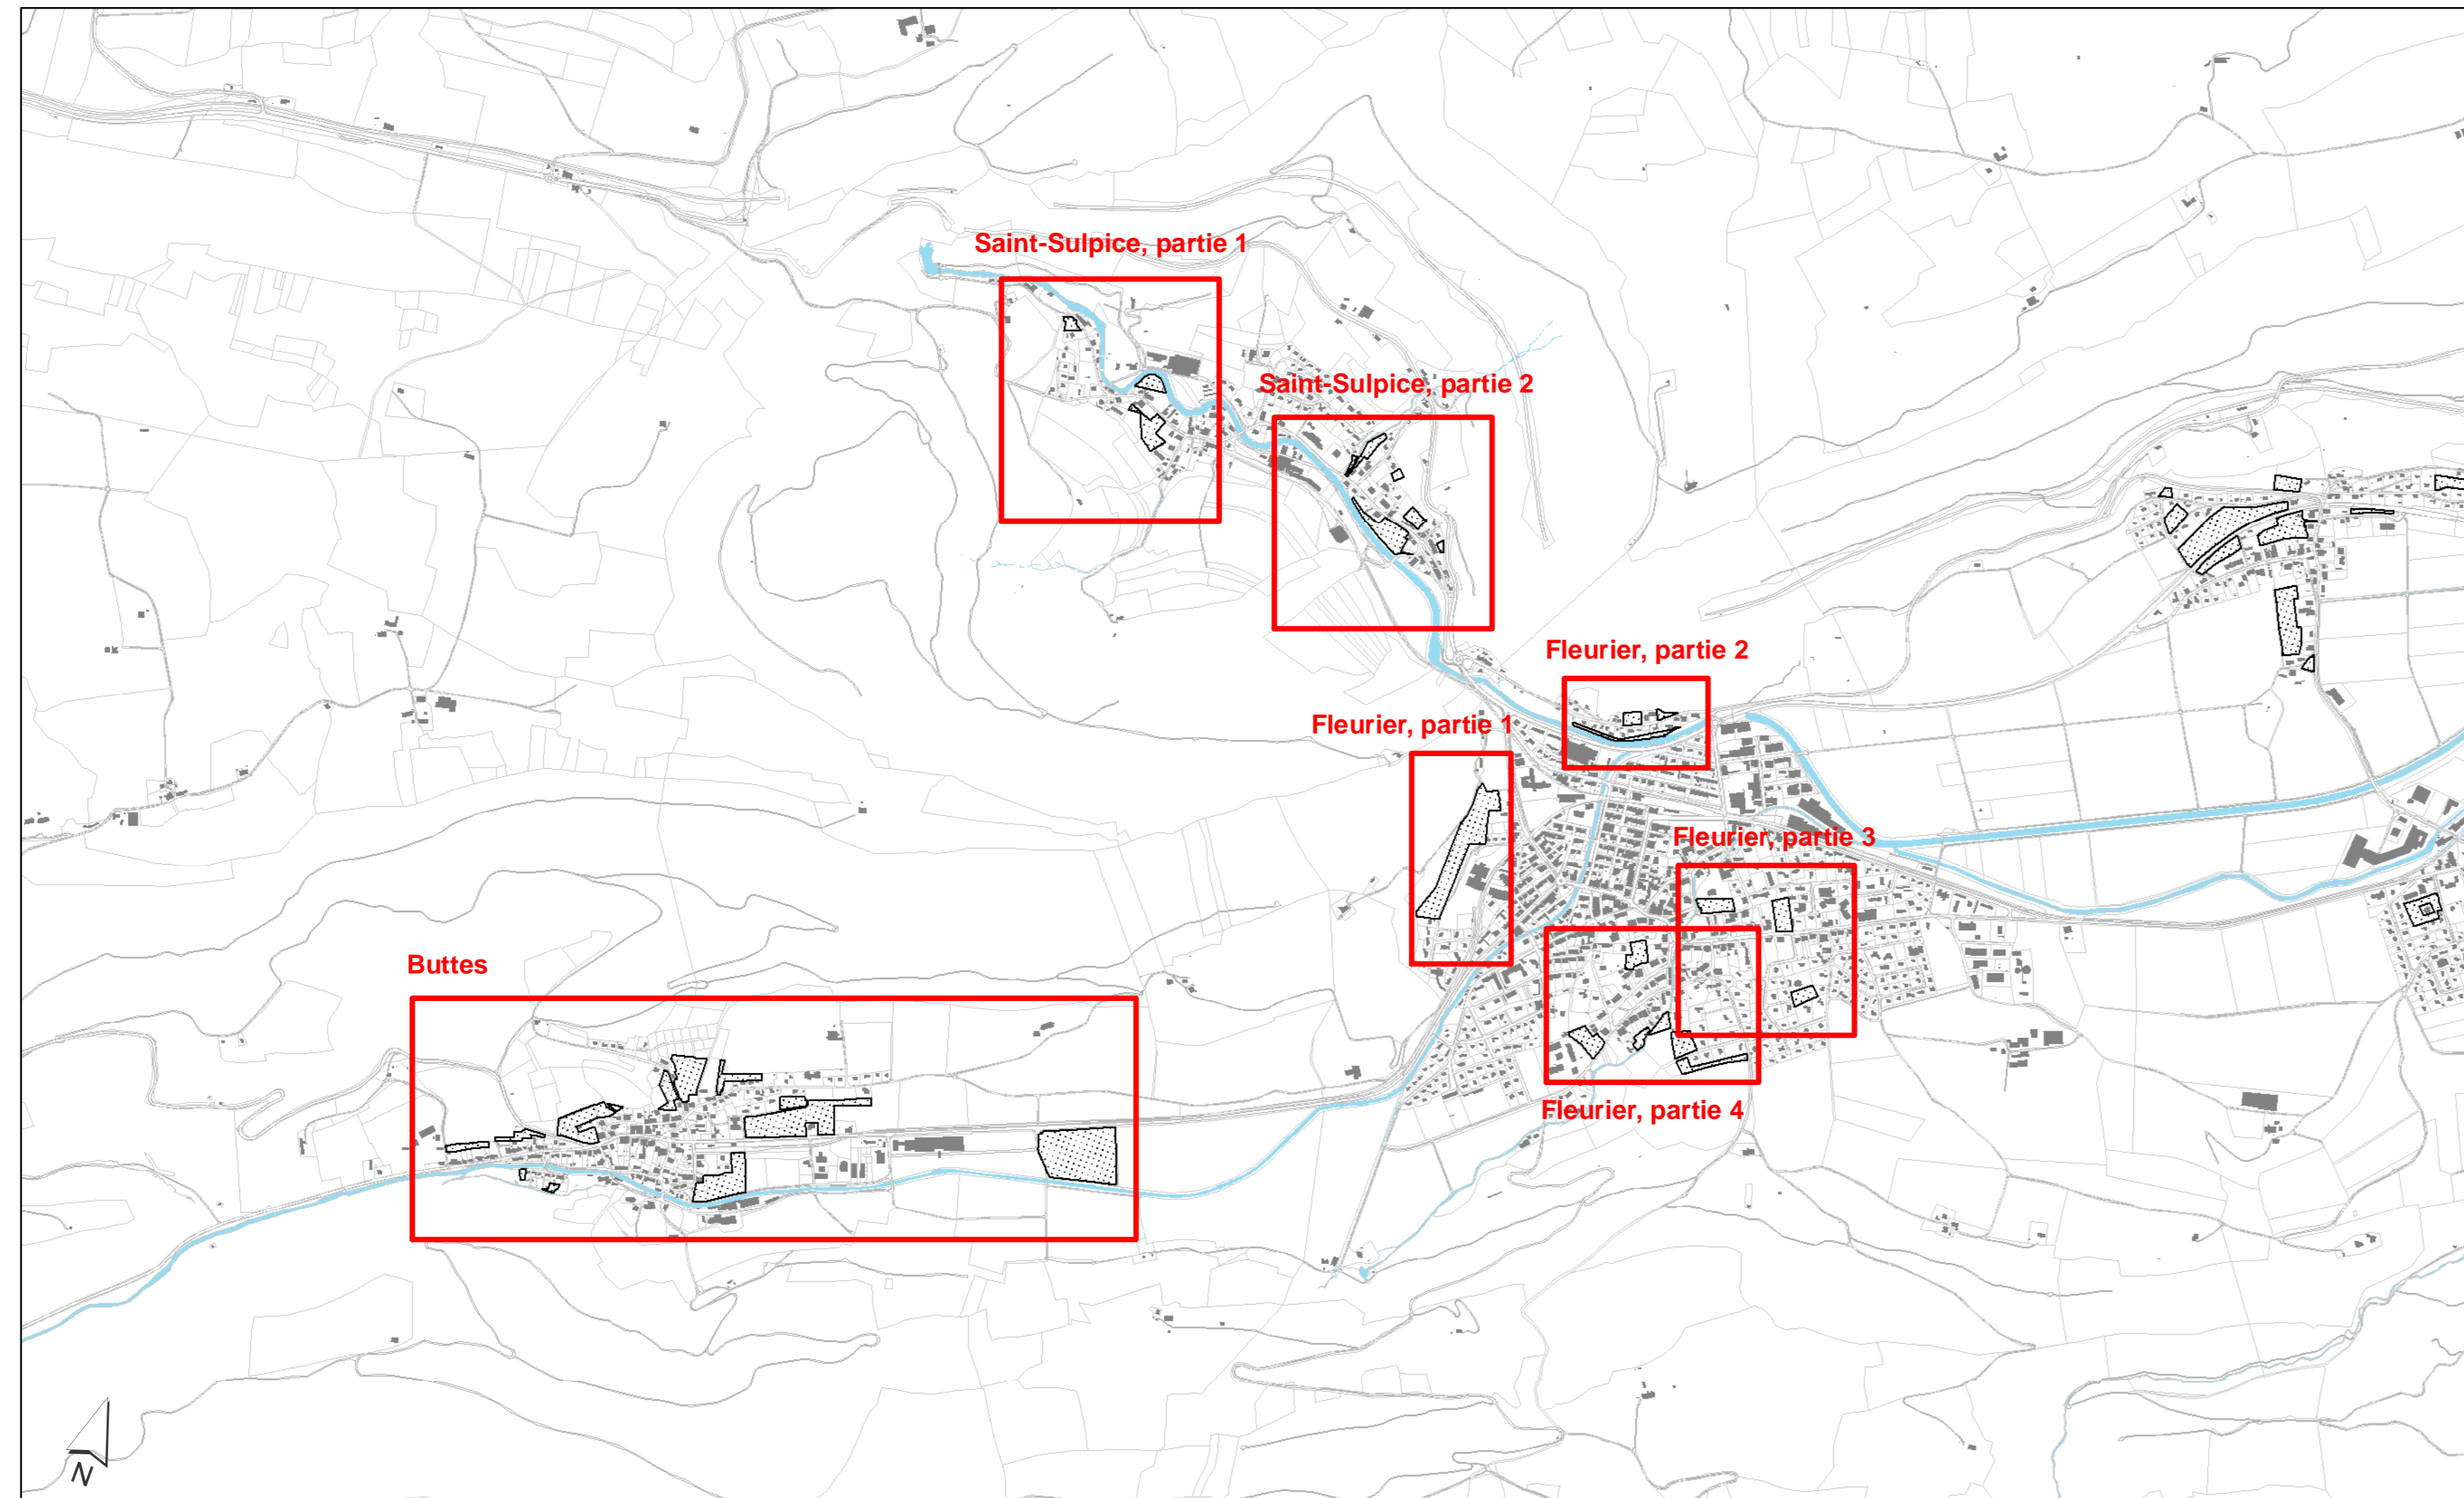 Saint-Sulpice, partie 1
Saint-Sulpice, partie 2
Fleurier, partie 2
Fleurier, partie 1
Fleurier, partie 3
Buttes
Fleurier, partie 4
N